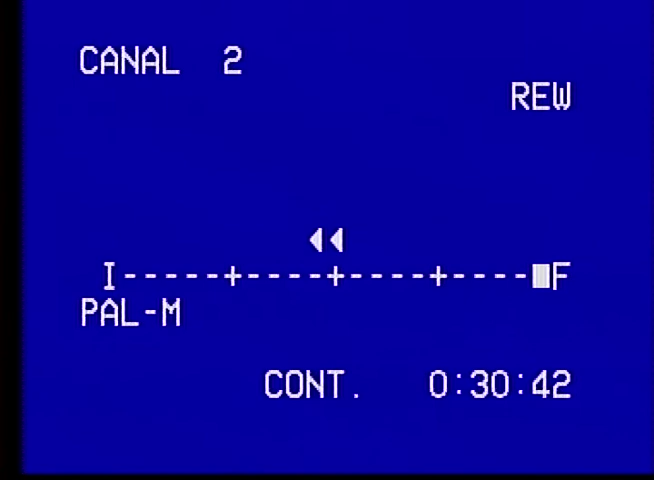 CANAL 2
REW
I-----+----+----+----■F
PAL-M
CONT. 0:30:42